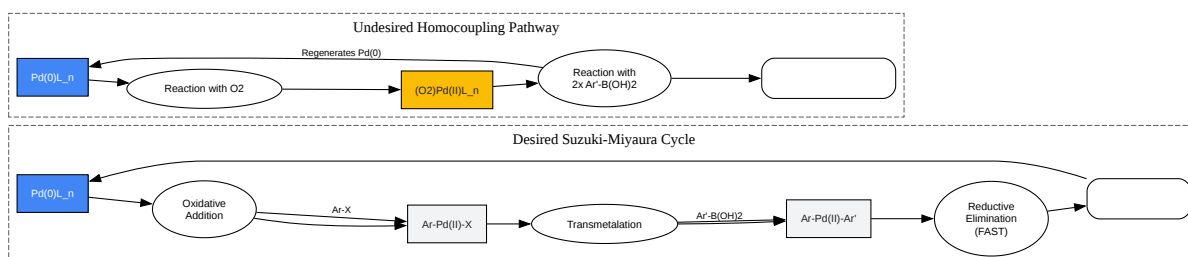 Undesired Homocoupling Pathway
Regenerates Pd(0)
Pd(0)L_n
Reaction with O2
(O2)Pd(II)L_n
Reaction with
2x Ar'-B(OH)2
Desired Suzuki-Miyaura Cycle
Pd(0)L_n
Oxidative
Addition
Ar-X
Ar-Pd(II)-X
Transmetalation
Ar'-B(OH)2
Ar-Pd(II)-Ar'
Reductive
Elimination
(FAST)